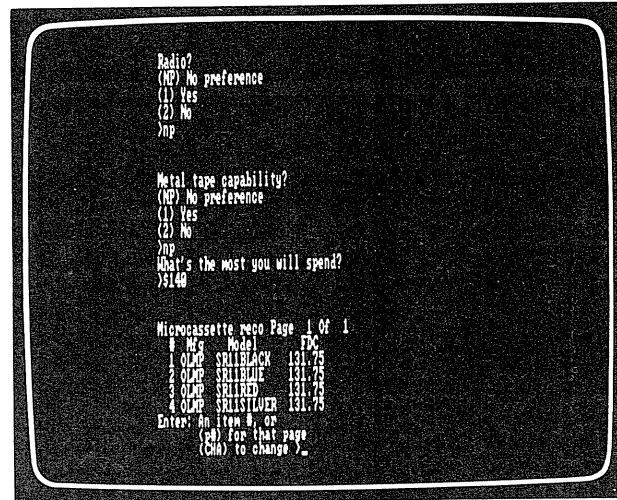 Radio?
(NP) No preference
(1) Yes
(2) No
>np
Metal tape capability?
(NP) No preference
(1) Yes
(2) No
>np
What's the most you will spend?
>$140
Microcassette reco Page 1 Of 1
# Mfg Model FDC
1 OLMP SR11BLACK 131.75
2 OLMP SR11BLUE 131.75
3 OLMP SR11RED 131.75
4 OLMP SR11SILVER 131.75
Enter: An item #, or
(p#) for that page
(CHA) to change >_